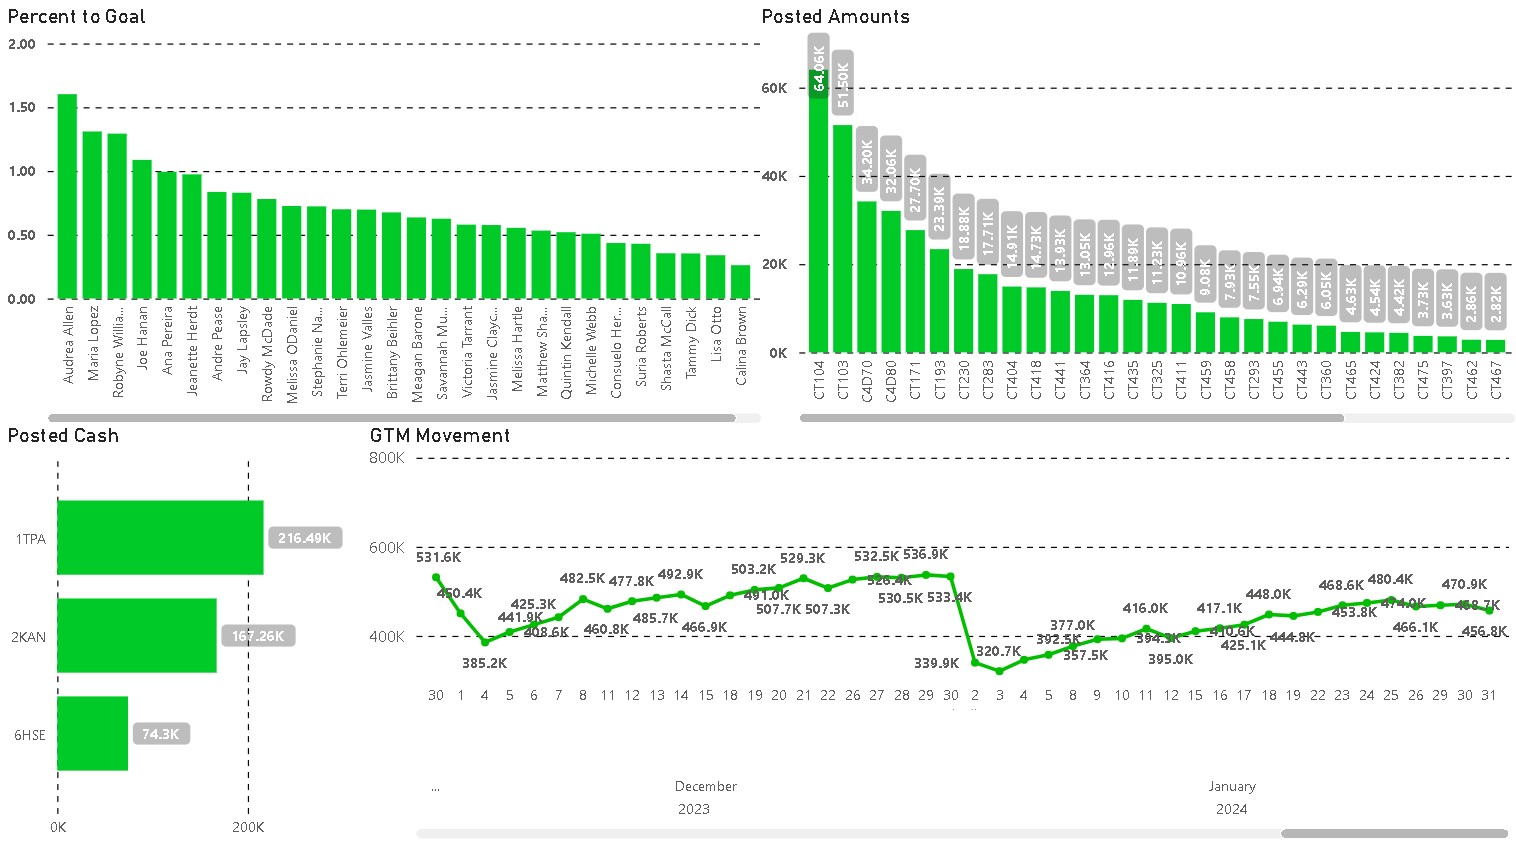 Percent to Goal
2.00
1.50
1.00
0.50
0.00
Audrea Allen
Maria Lopez
Robyne Willia...
Joe Hanan
Ana Pereira
Jeanette Herdt
Andre Pease
Jay Lapsley
Rowdy McDade
Melissa ODaniel
Stephanie Na...
Terri Ohlemeier
Jasmine Valles
Brittany Beihler
Meagan Barone
Savannah Mu...
Victoria Tarrant
Jasmine Clayc...
Melissa Hartle
Matthew Sha...
Quintin Kendall
Michelle Webb
Consuelo Her...
Suria Roberts
Shasta McCall
Tammy Dick
Lisa Otto
Calina Brown
Posted Amounts
60K
40K
20K
0K
64.06K
51.50K
34.20K
32.06K
27.70K
23.39K
18.88K
17.71K
14.91K
14.73K
13.93K
13.05K
12.96K
11.89K
11.23K
10.96K
9.08K
7.93K
7.55K
6.94K
6.29K
6.05K
4.63K
4.54K
4.42K
3.73K
3.63K
2.86K
2.82K
CT104
CT103
C4D70
C4D80
CT171
CT193
CT230
CT283
CT404
CT418
CT441
CT364
CT416
CT435
CT325
CT411
CT459
CT458
CT293
CT455
CT443
CT360
CT465
CT424
CT382
CT475
CT397
CT462
CT467
Posted Cash
1TPA
216.49K
2KAN
167.26K
6HSE
74.3K
0K
200K
GTM Movement
800K
600K
400K
531.6K
450.4K
385.2K
441.9K
408.6K
425.3K
482.5K
460.8K
477.8K
485.7K
492.9K
466.9K
503.2K
491.0K
507.7K
529.3K
507.3K
532.5K
526.4K
530.5K
536.9K
533.4K
339.9K
320.7K
392.5K
357.5K
377.0K
416.0K
394.3K
395.0K
417.1K
410.6K
425.1K
448.0K
444.8K
468.6K
453.8K
480.4K
474.0K
466.1K
470.9K
468.7K
456.8K
30 1 4 5 6 7 8 11 12 13 14 15 18 19 20 21 22 26 27 28 29 30 2 3 4 5 8 9 10 11 12 15 16 17 18 19 22 23 24 25 26 29 30 31
... December January
2023 2024